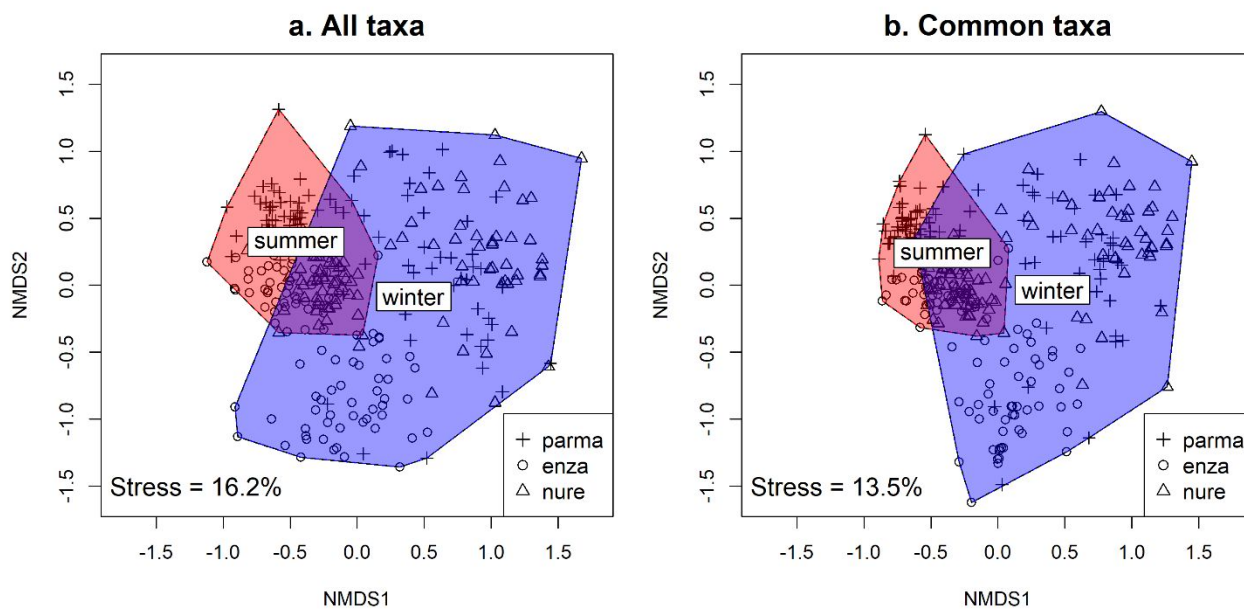 a. All taxa
NMDS2
1.5
1.0
0.5
0.0
-0.5
-1.0
-1.5
summer
winter
+ parma
○ enza
△ nure
Stress = 16.2%
-1.5 -1.0 -0.5 0.0 0.5 1.0 1.5
NMDS1
b. Common taxa
NMDS2
1.5
1.0
0.5
0.0
-0.5
-1.0
-1.5
summer
winter
+ parma
○ enza
△ nure
Stress = 13.5%
-1.5 -1.0 -0.5 0.0 0.5 1.0 1.5
NMDS1